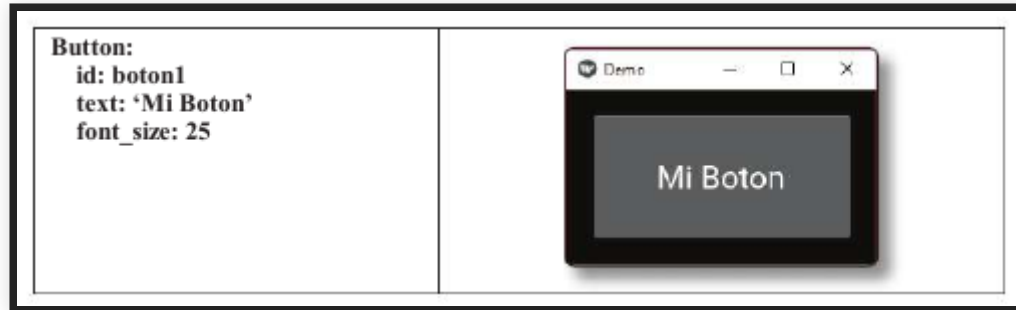 Button:
id: boton1
text: ‘Mi Boton’
font_size: 25
Demo
Mi Boton